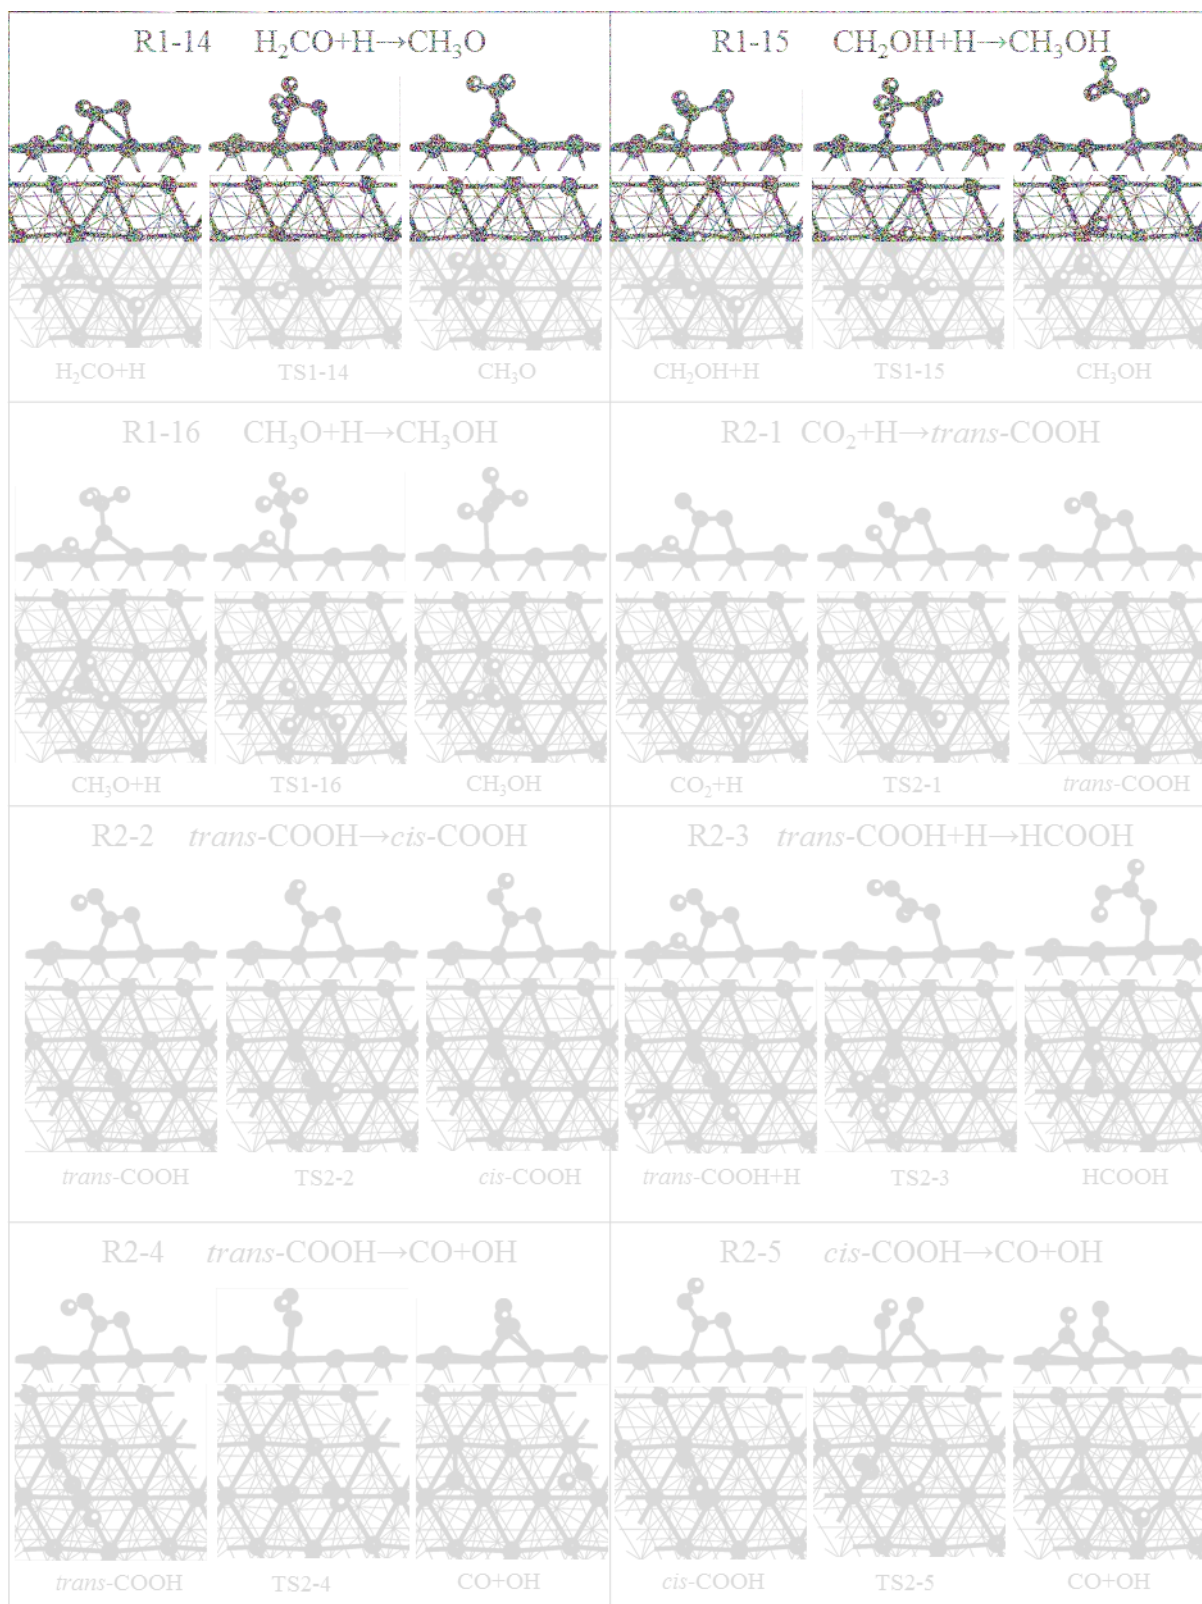 R1-14 H₂CO+H→CH₃O
H₂CO+H TS1-14 CH₃O
R1-15 CH₂OH+H→CH₃OH
CH₂OH+H TS1-15 CH₃OH
R1-16 CH₃O+H→CH₃OH
CH₃O+H TS1-16 CH₃OH
R2-1 CO₂+H→trans-COOH
CO₂+H TS2-1 trans-COOH
R2-2 trans-COOH→cis-COOH
trans-COOH TS2-2 cis-COOH
R2-3 trans-COOH+H→HCOOH
trans-COOH+H TS2-3 HCOOH
R2-4 trans-COOH→CO+OH
trans-COOH TS2-4 CO+OH
R2-5 cis-COOH→CO+OH
cis-COOH TS2-5 CO+OH